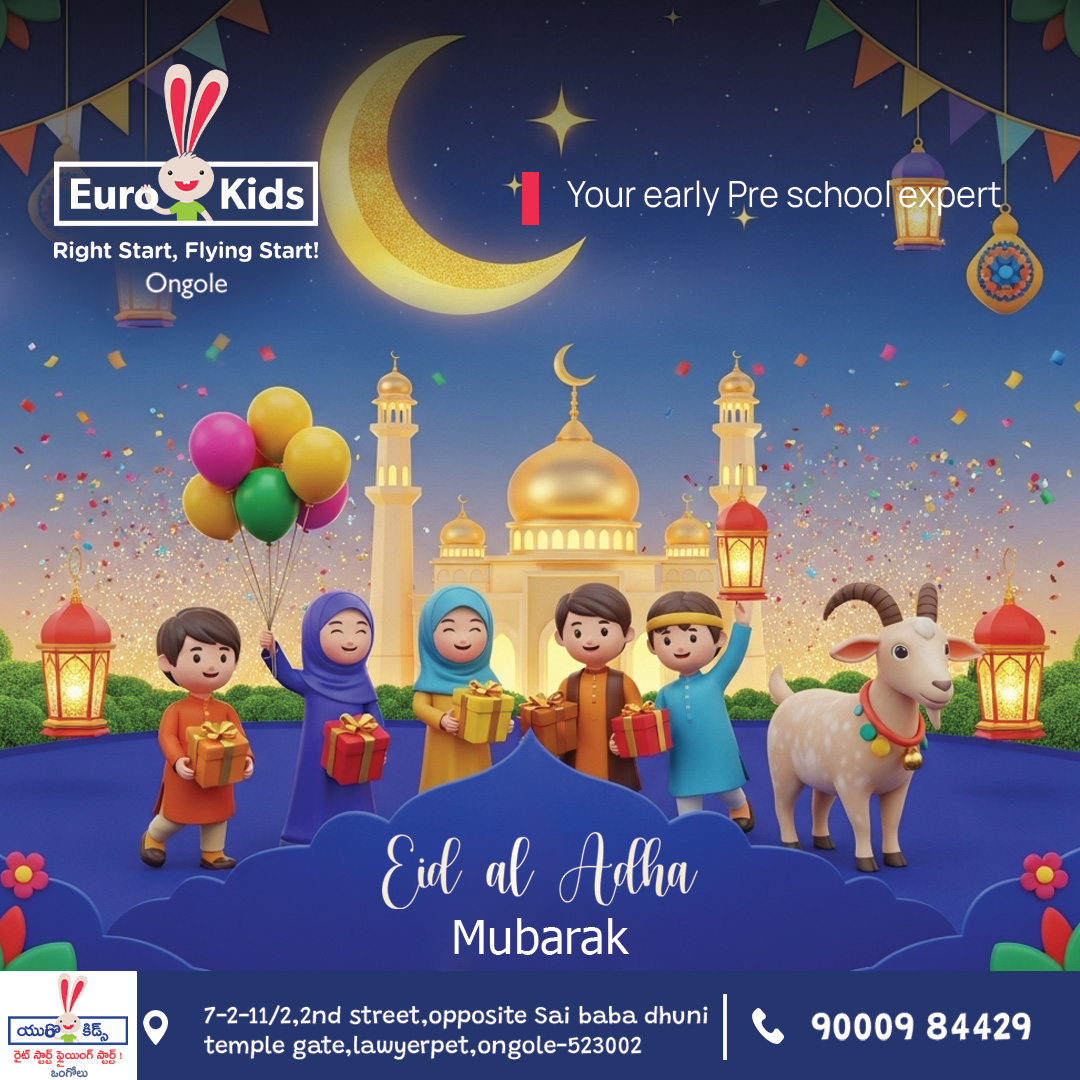 Euro Kids
Right Start, Flying Start!
Ongole
Your early Pre school expert
Eid al Adha
Mubarak
యురో కిడ్స్
రైట్ స్టార్ట్ ఫ్లైయింగ్ స్టార్ట్ !
ఒంగోలు
7-2-11/2,2nd street,opposite Sai baba dhuni
temple gate,lawyerpet,ongole-523002
90009 84429